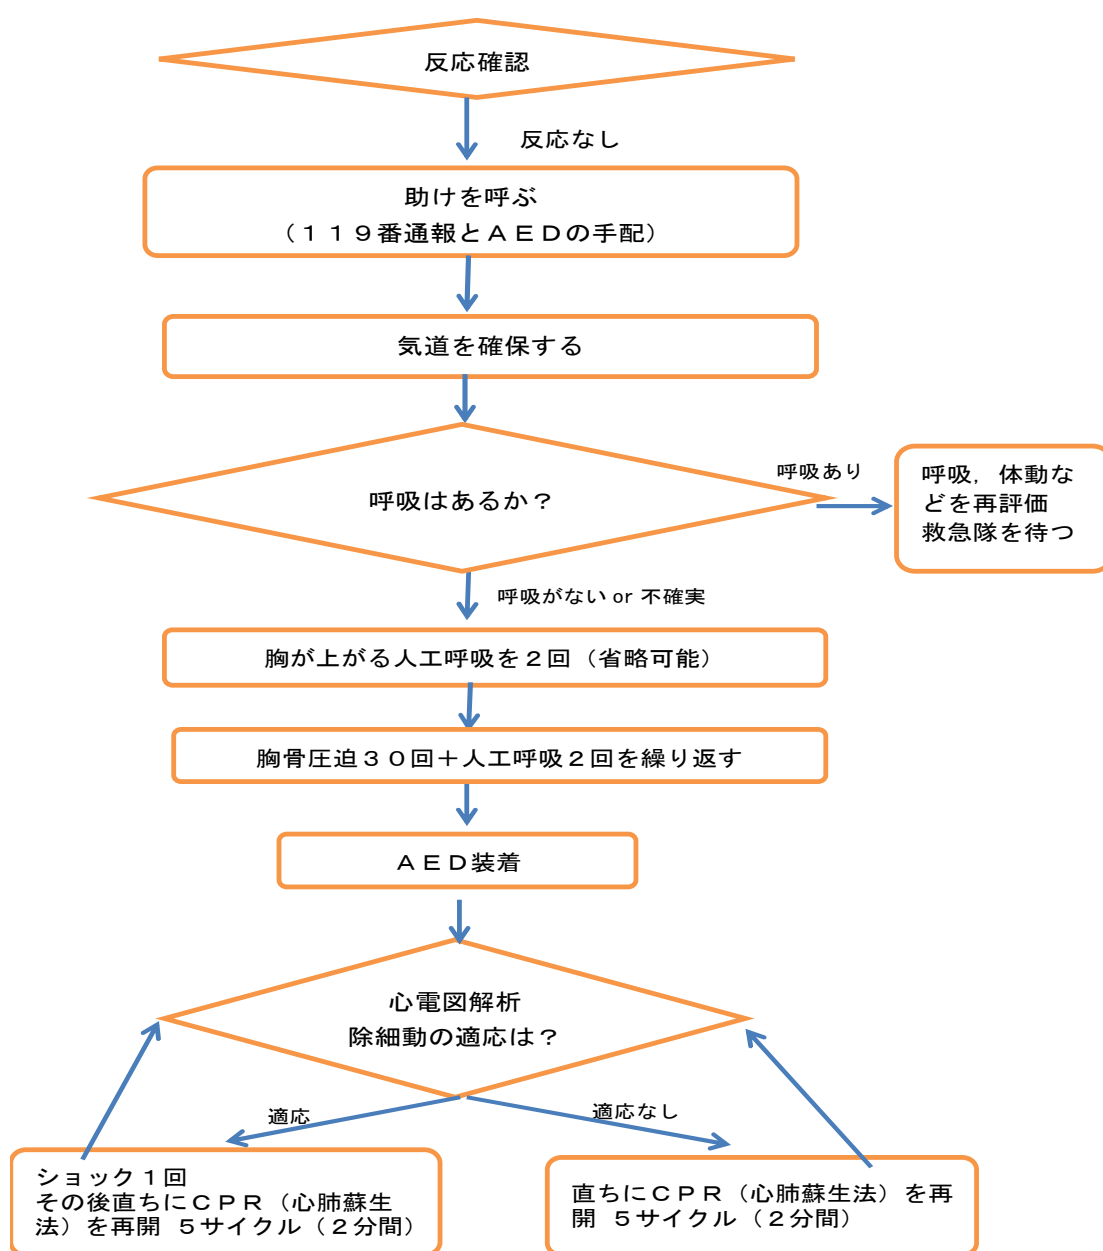 反応確認
反応なし
助けを呼ぶ
（１１９番通報とＡＥＤの手配）
気道を確保する
呼吸はあるか？
呼吸あり
呼吸，体動な
どを再評価
救急隊を待つ
呼吸がない or 不確実
胸が上がる人工呼吸を２回（省略可能）
胸骨圧迫３０回＋人工呼吸２回を繰り返す
ＡＥＤ装着
心電図解析
除細動の適応は？
適応
適応なし
ショック１回
その後直ちにＣＰＲ（心肺蘇生
法）を再開 ５サイクル（２分間）
直ちにＣＰＲ（心肺蘇生法）を再
開 ５サイクル（２分間）